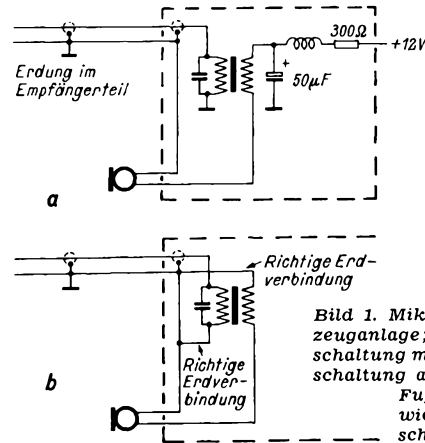 300Ω
+12V
+
50µF
Erdung im
Empfängerteil
a
Richtige Erd-
verbindung
Richtige Erdver-
bindung
b
Bild 1. Mik
zeuganlage;
schaltung m
schaltung a
Fu
wie
sch